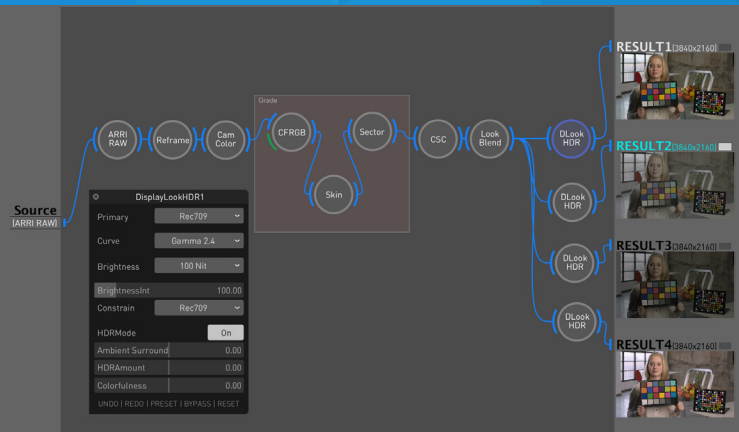 Source
(ARRI RAW)
ARRI
RAW
Reframe
Cam
Color
Grade
CFRGB
Skin
Sector
CSC
Look
Blend
DLook
HDR
DLook
HDR
DLook
HDR
DLook
HDR
RESULT1(3840x2160)
RESULT2(3840x2160)
RESULT3(3840x2160)
RESULT4(3840x2160)
DisplayLookHDR1
Primary Rec709
Curve Gamma 2.4
Brightness 100 Nit
BrightnessInt 100.00
Constrain Rec709
HDRMode On
Ambient Surround 0.00
HDRAmount 0.00
Colorfulness 0.00
UNDO | REDO | PRESET | BYPASS | RESET